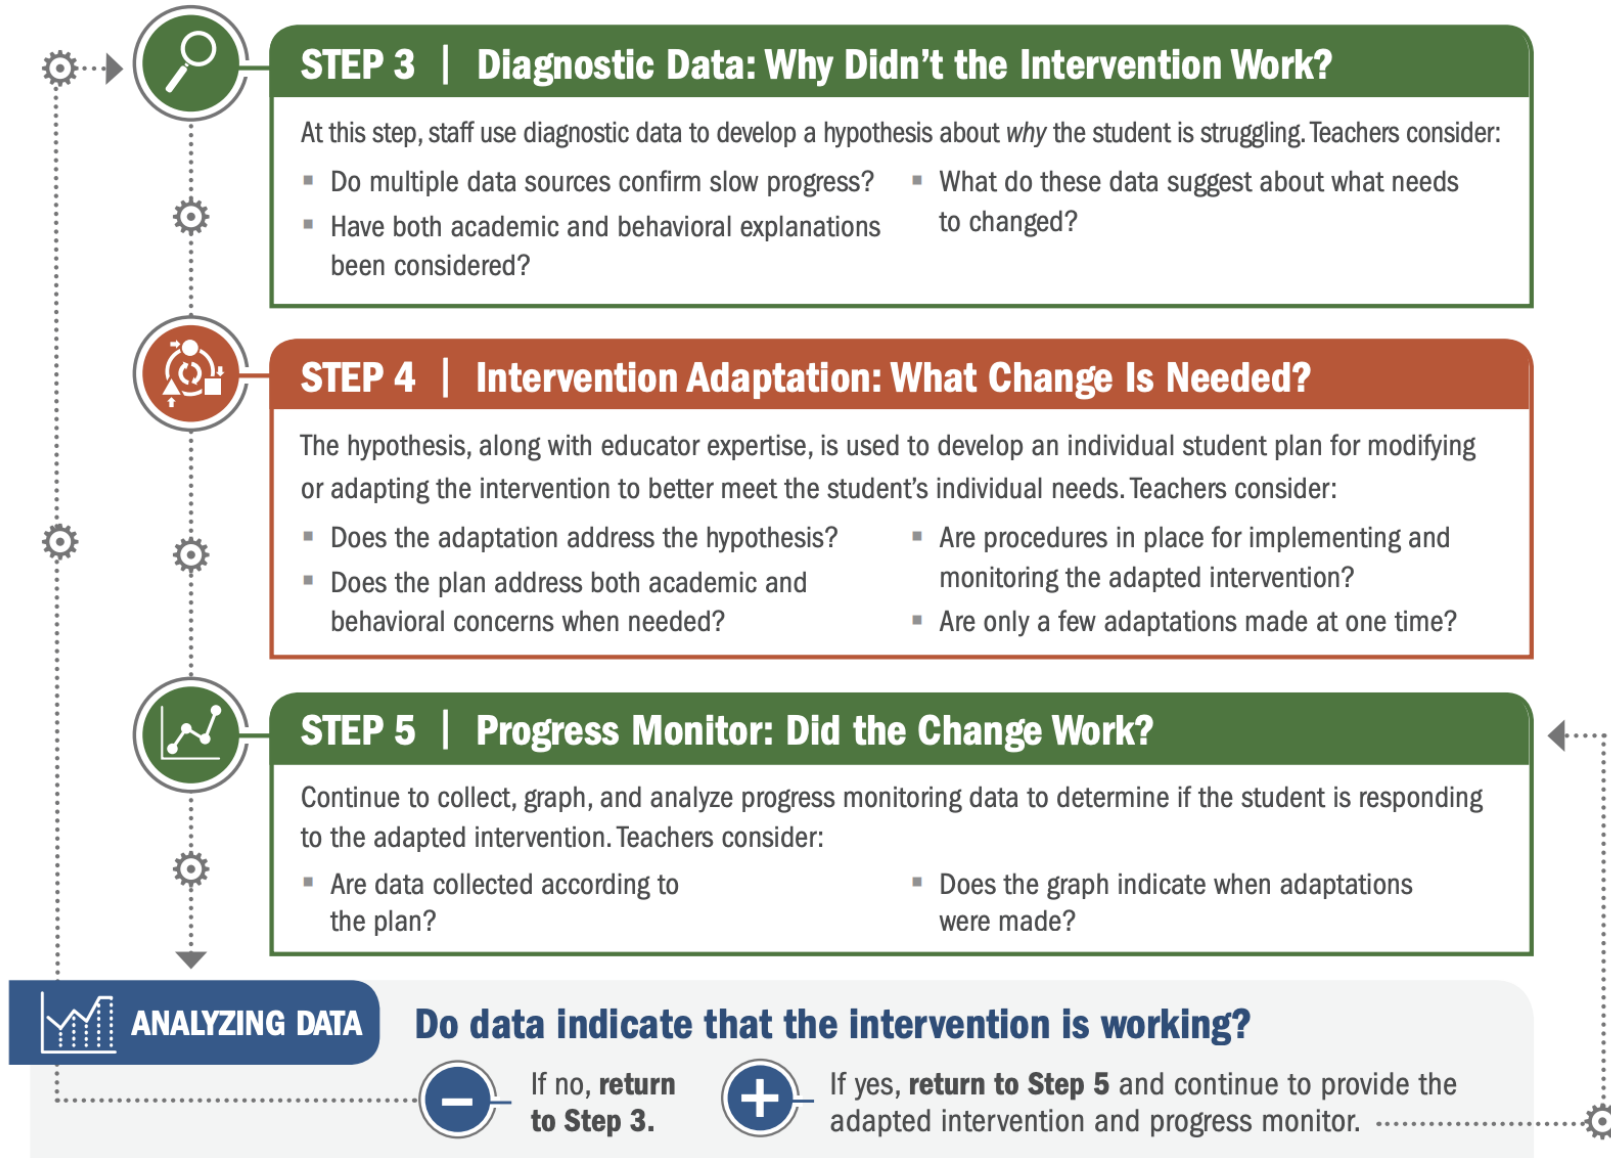 STEP 3 | Diagnostic Data: Why Didn't the Intervention Work?
At this step, staff use diagnostic data to develop a hypothesis about why the student is struggling. Teachers consider:
▪ Do multiple data sources confirm slow progress?
▪ Have both academic and behavioral explanations
been considered?
▪ What do these data suggest about what needs
to changed?
STEP 4 | Intervention Adaptation: What Change Is Needed?
The hypothesis, along with educator expertise, is used to develop an individual student plan for modifying
or adapting the intervention to better meet the student's individual needs. Teachers consider:
▪ Does the adaptation address the hypothesis?
▪ Does the plan address both academic and
behavioral concerns when needed?
▪ Are procedures in place for implementing and
monitoring the adapted intervention?
▪ Are only a few adaptations made at one time?
STEP 5 | Progress Monitor: Did the Change Work?
Continue to collect, graph, and analyze progress monitoring data to determine if the student is responding
to the adapted intervention. Teachers consider:
▪ Are data collected according to
the plan?
▪ Does the graph indicate when adaptations
were made?
ANALYZING DATA
Do data indicate that the intervention is working?
If no, return
to Step 3.
If yes, return to Step 5 and continue to provide the
adapted intervention and progress monitor.